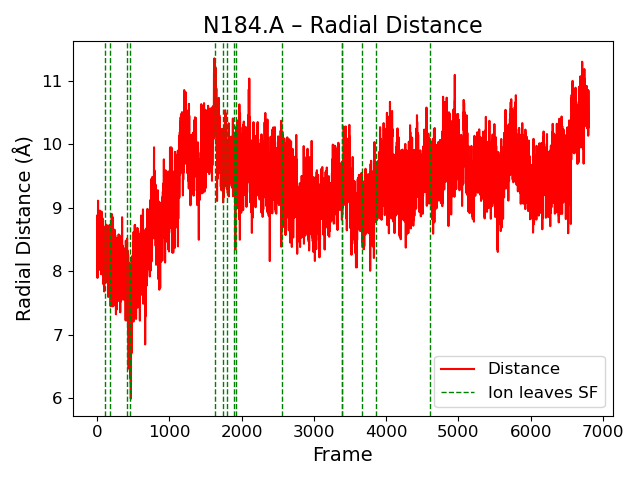 N184.A – Radial Distance
Radial Distance (Å)
11
10
9
8
7
6
Distance
Ion leaves SF
0 1000 2000 3000 4000 5000 6000 7000
Frame